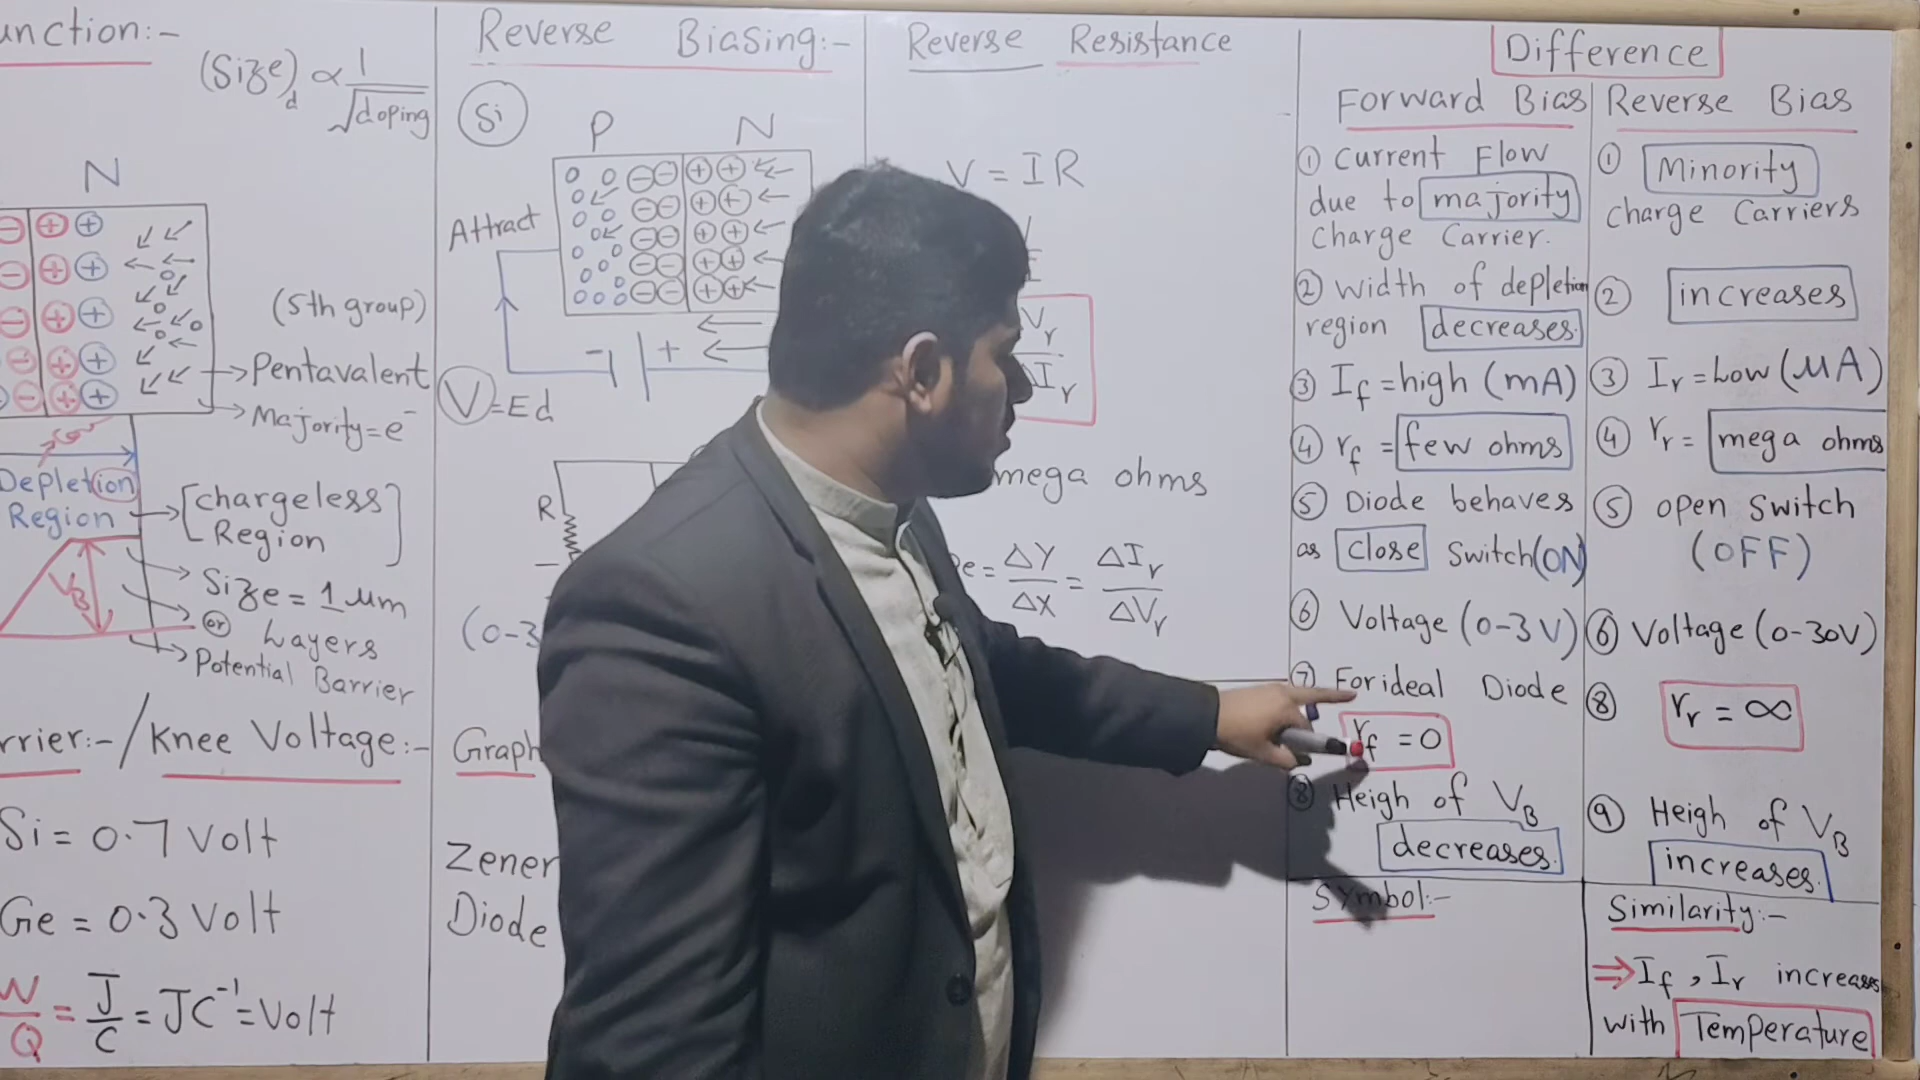 unction:-
(Size)d ∝ 1/√doping
N
(5th group)
Pentavalent
Majority=e⁻
Depletion
Region
[chargeless
Region]
VB
Size = 1 μm
or Layers
Potential Barrier
rrier:- / Knee Voltage:-
Si = 0.7 Volt
Ge = 0.3 Volt
W/Q = J/C = JC⁻¹ = Volt
Reverse Biasing:-
Si
P N
Attract
- +
V = Ed
R
(0-3
Graph
Zener
Diode
Reverse Resistance
V = IR
Vr
ΔIr
mega ohms
pe = ΔY/ΔX = ΔIr/ΔVr
Difference
Forward Bias
① Current Flow
due to majority
Charge Carrier.
② width of depletion
region decreases.
③ If = high (mA)
④ rf = few ohms
⑤ Diode behaves
as Close Switch (ON)
⑥ Voltage (0-3V)
⑦ For ideal Diode
rf = 0
⑧ Heigh of VB
decreases.
Symbol:-
Reverse Bias
① Minority
Charge Carriers
② increases
③ Ir = Low (μA)
④ rr = mega ohms
⑤ open Switch
(OFF)
⑥ Voltage (0-30V)
⑧ rr = ∞
⑨ Heigh of VB
increases.
Similarity:-
⇒ If, Ir increases
with Temperature